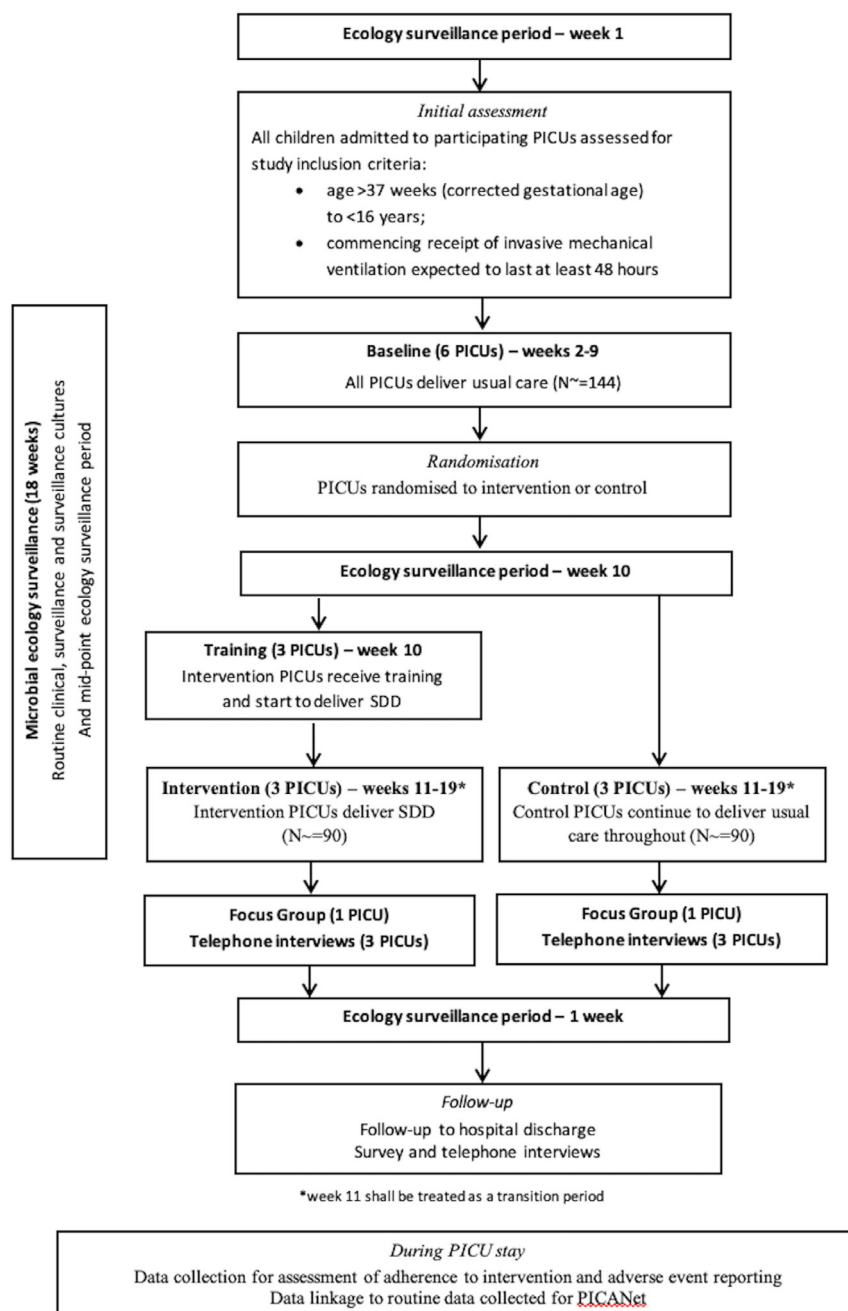 Ecology surveillance period – week 1
Initial assessment
All children admitted to participating PICUs assessed for
study inclusion criteria:
• age >37 weeks (corrected gestational age)
to <16 years;
• commencing receipt of invasive mechanical
ventilation expected to last at least 48 hours
Microbial ecology surveillance (18 weeks)
Routine clinical, surveillance and surveillance cultures
And mid-point ecology surveillance period
Baseline (6 PICUs) – weeks 2-9
All PICUs deliver usual care (N~=144)
Randomisation
PICUs randomised to intervention or control
Ecology surveillance period – week 10
Training (3 PICUs) – week 10
Intervention PICUs receive training
and start to deliver SDD
Intervention (3 PICUs) – weeks 11-19*
Intervention PICUs deliver SDD
(N~=90)
Control (3 PICUs) – weeks 11-19*
Control PICUs continue to deliver usual
care throughout (N~=90)
Focus Group (1 PICU)
Telephone interviews (3 PICUs)
Focus Group (1 PICU)
Telephone interviews (3 PICUs)
Ecology surveillance period – 1 week
Follow-up
Follow-up to hospital discharge
Survey and telephone interviews
*week 11 shall be treated as a transition period
During PICU stay
Data collection for assessment of adherence to intervention and adverse event reporting
Data linkage to routine data collected for PICANet